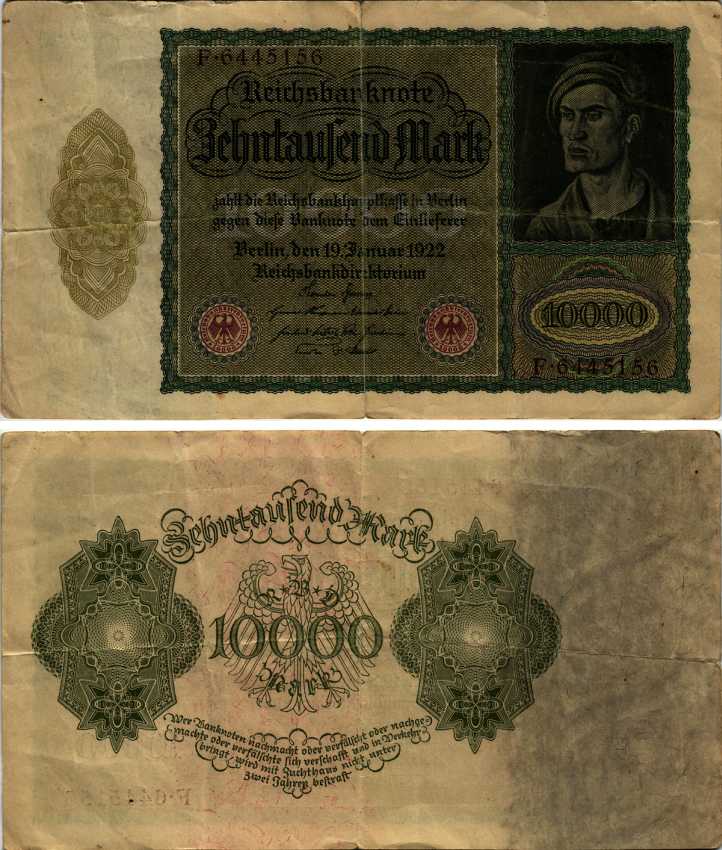 F·6445156
Reichsbanknote
Zehntausend Mark
zahlt die Reichsbankhauptkasse in Berlin
gegen diese Banknote dem Einlieferer
Berlin, den 19. Januar 1922
Reichsbankdirektorium
10000
F·6445156
Zehntausend Mark
R B D
10000
Mark
Wer Banknoten nachmacht oder verfälscht oder nachge-
machte oder verfälschte sich verschafft und in Verkehr
bringt, wird mit Zuchthaus nicht unter
zwei Jahren bestraft